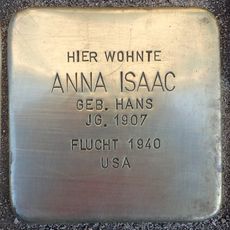 HIER WOHNTE
ANNA ISAAC
GEB. HANS
JG. 1907
FLUCHT 1940
USA